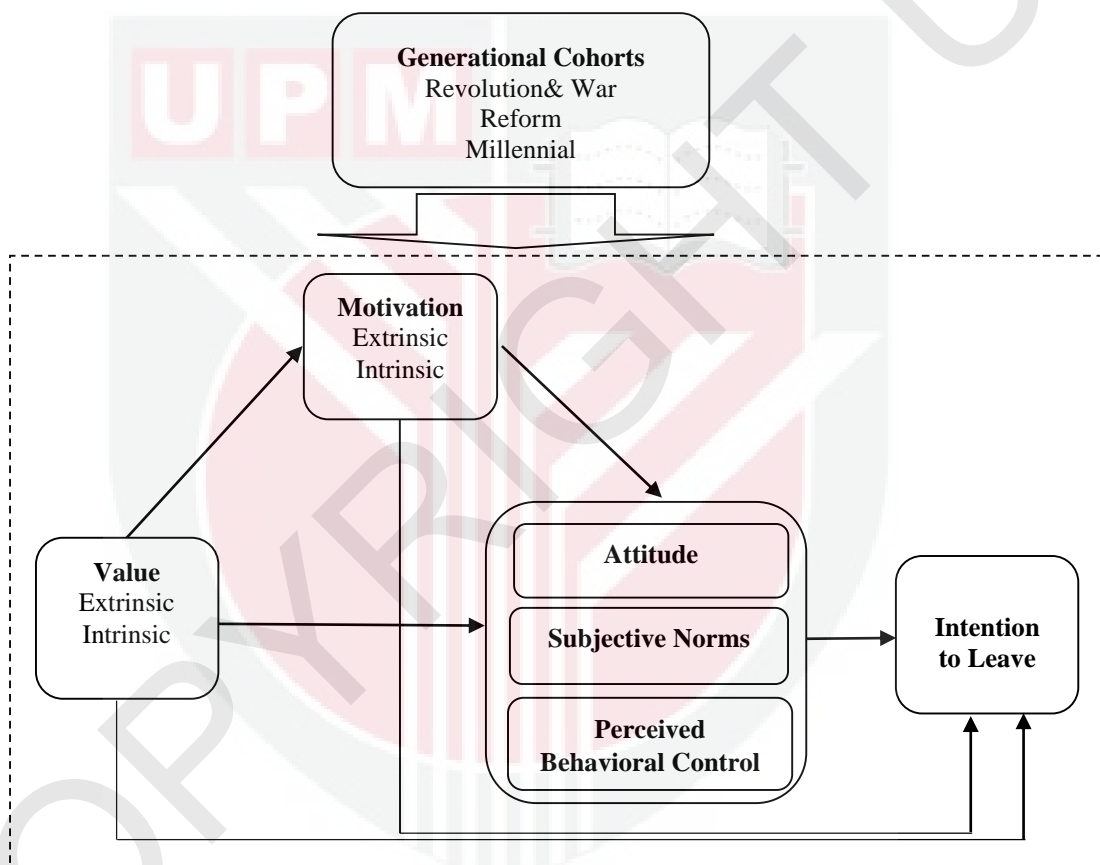 UPM
Generational Cohorts
Revolution& War
Reform
Millennial
Motivation
Extrinsic
Intrinsic
Value
Extrinsic
Intrinsic
Attitude
Subjective Norms
Perceived
Behavioral Control
Intention
to Leave
OPYRIGHT U